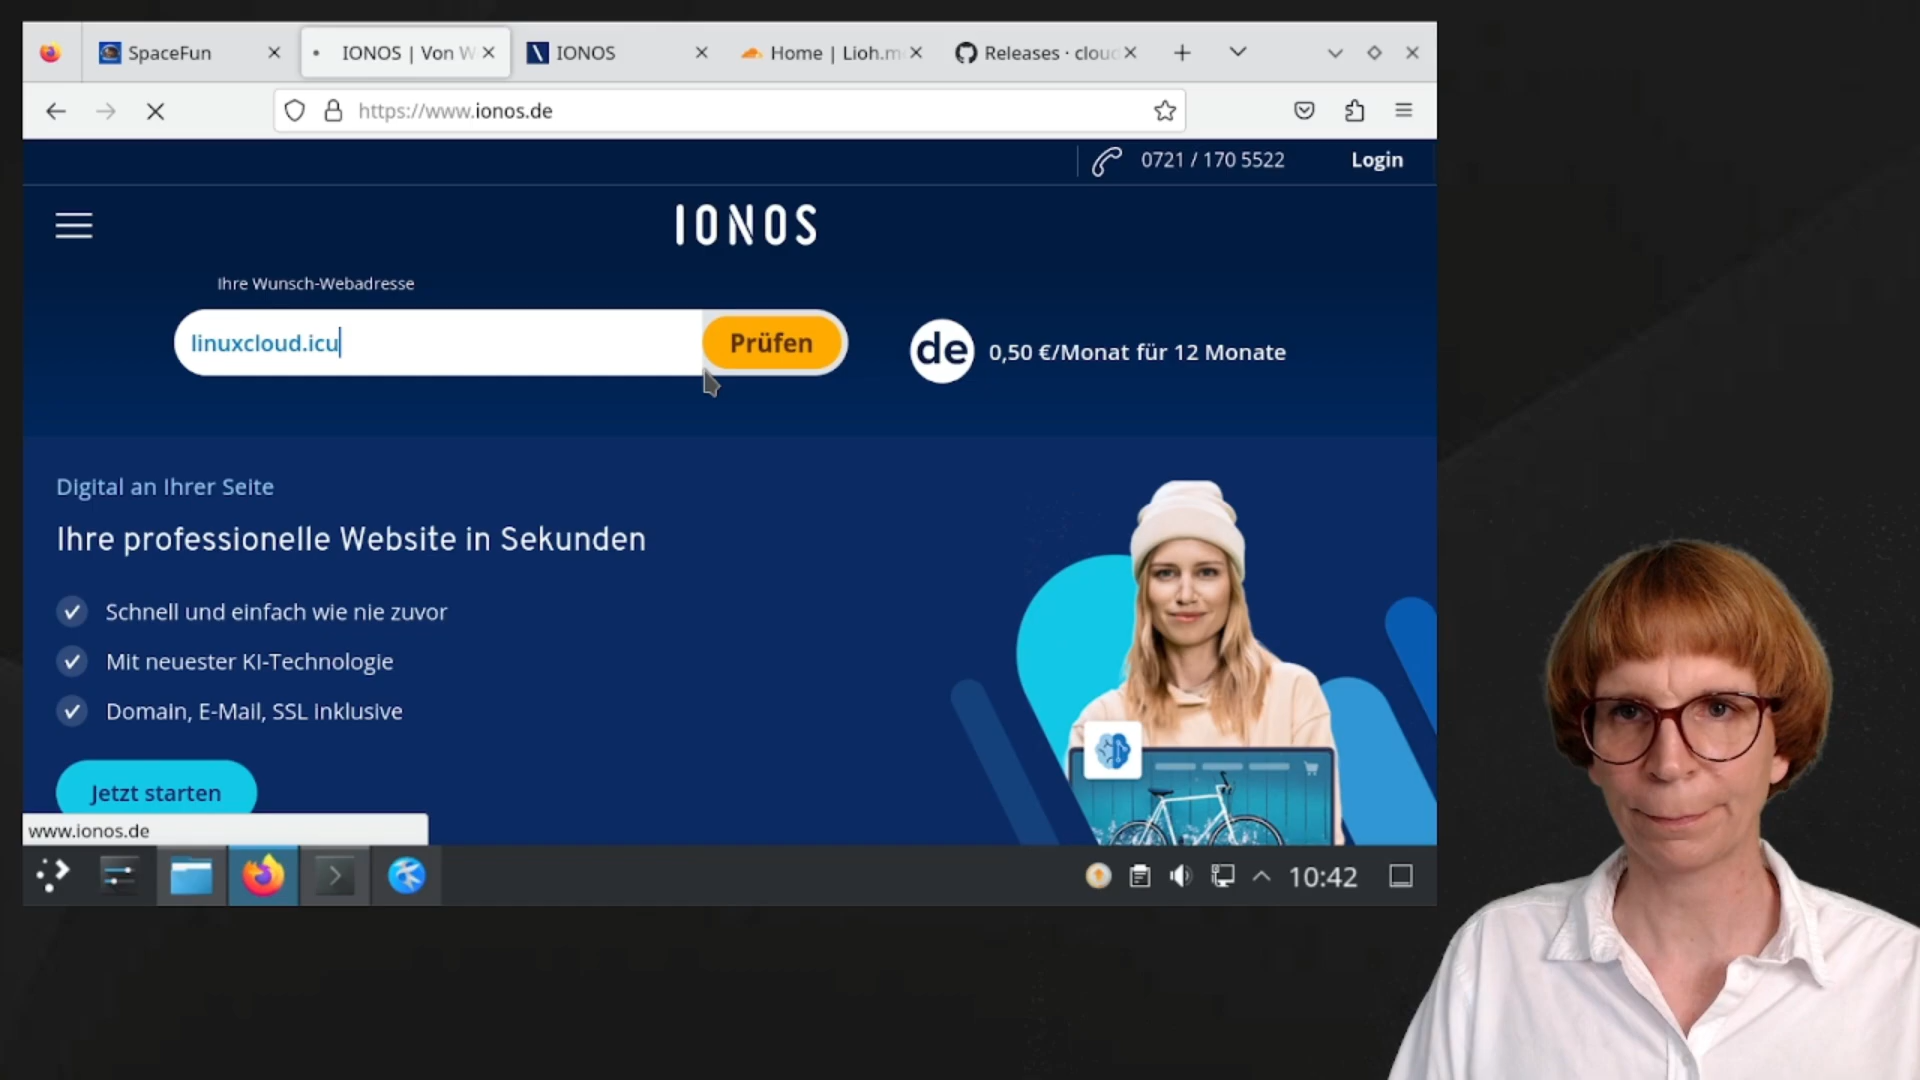 SpaceFun
IONOS | Von W
IONOS
Home | Lioh.m
Releases · clou
https://www.ionos.de
0721 / 170 5522
Login
IONOS
Ihre Wunsch-Webadresse
linuxcloud.icu
Prüfen
de
0,50 €/Monat für 12 Monate
Digital an Ihrer Seite
Ihre professionelle Website in Sekunden
Schnell und einfach wie nie zuvor
Mit neuester KI-Technologie
Domain, E-Mail, SSL inklusive
Jetzt starten
www.ionos.de
10:42